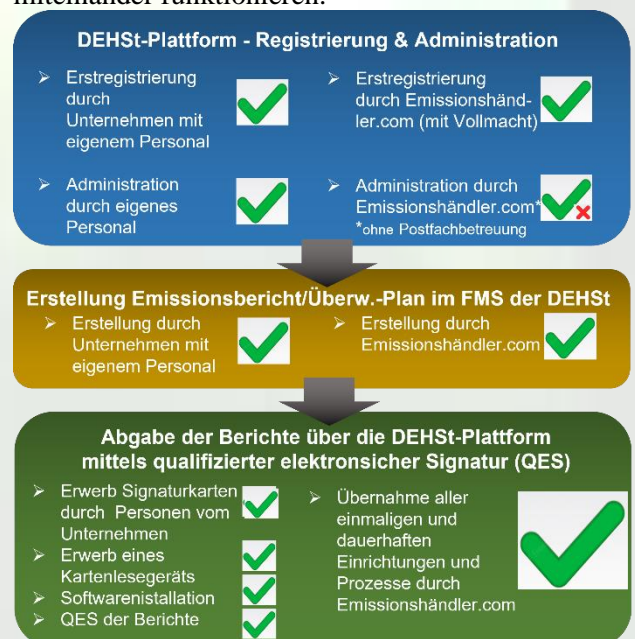 miteinander funktionieren.
DEHSt-Plattform - Registrierung & Administration
➢ Erstregistrierung
durch
Unternehmen mit
eigenem Personal
➢ Erstregistrierung
durch Emissionshänd-
ler.com (mit Vollmacht)
➢ Administration
durch eigenes
Personal
➢ Administration durch
Emissionshändler.com*
*ohne Postfachbetreuung
Erstellung Emissionsbericht/Überw.-Plan im FMS der DEHSt
➢ Erstellung durch
Unternehmen mit
eigenem Personal
➢ Erstellung durch
Emissionshändler.com
Abgabe der Berichte über die DEHSt-Plattform
mittels qualifizierter elektronsicher Signatur (QES)
➢ Erwerb Signaturkarten
durch Personen vom
Unternehmen
➢ Erwerb eines
Kartenlesegeräts
➢ Softwareinstallation
➢ QES der Berichte
➢ Übernahme aller
einmaligen und
dauerhaften
Einrichtungen und
Prozesse durch
Emissionshändler.com